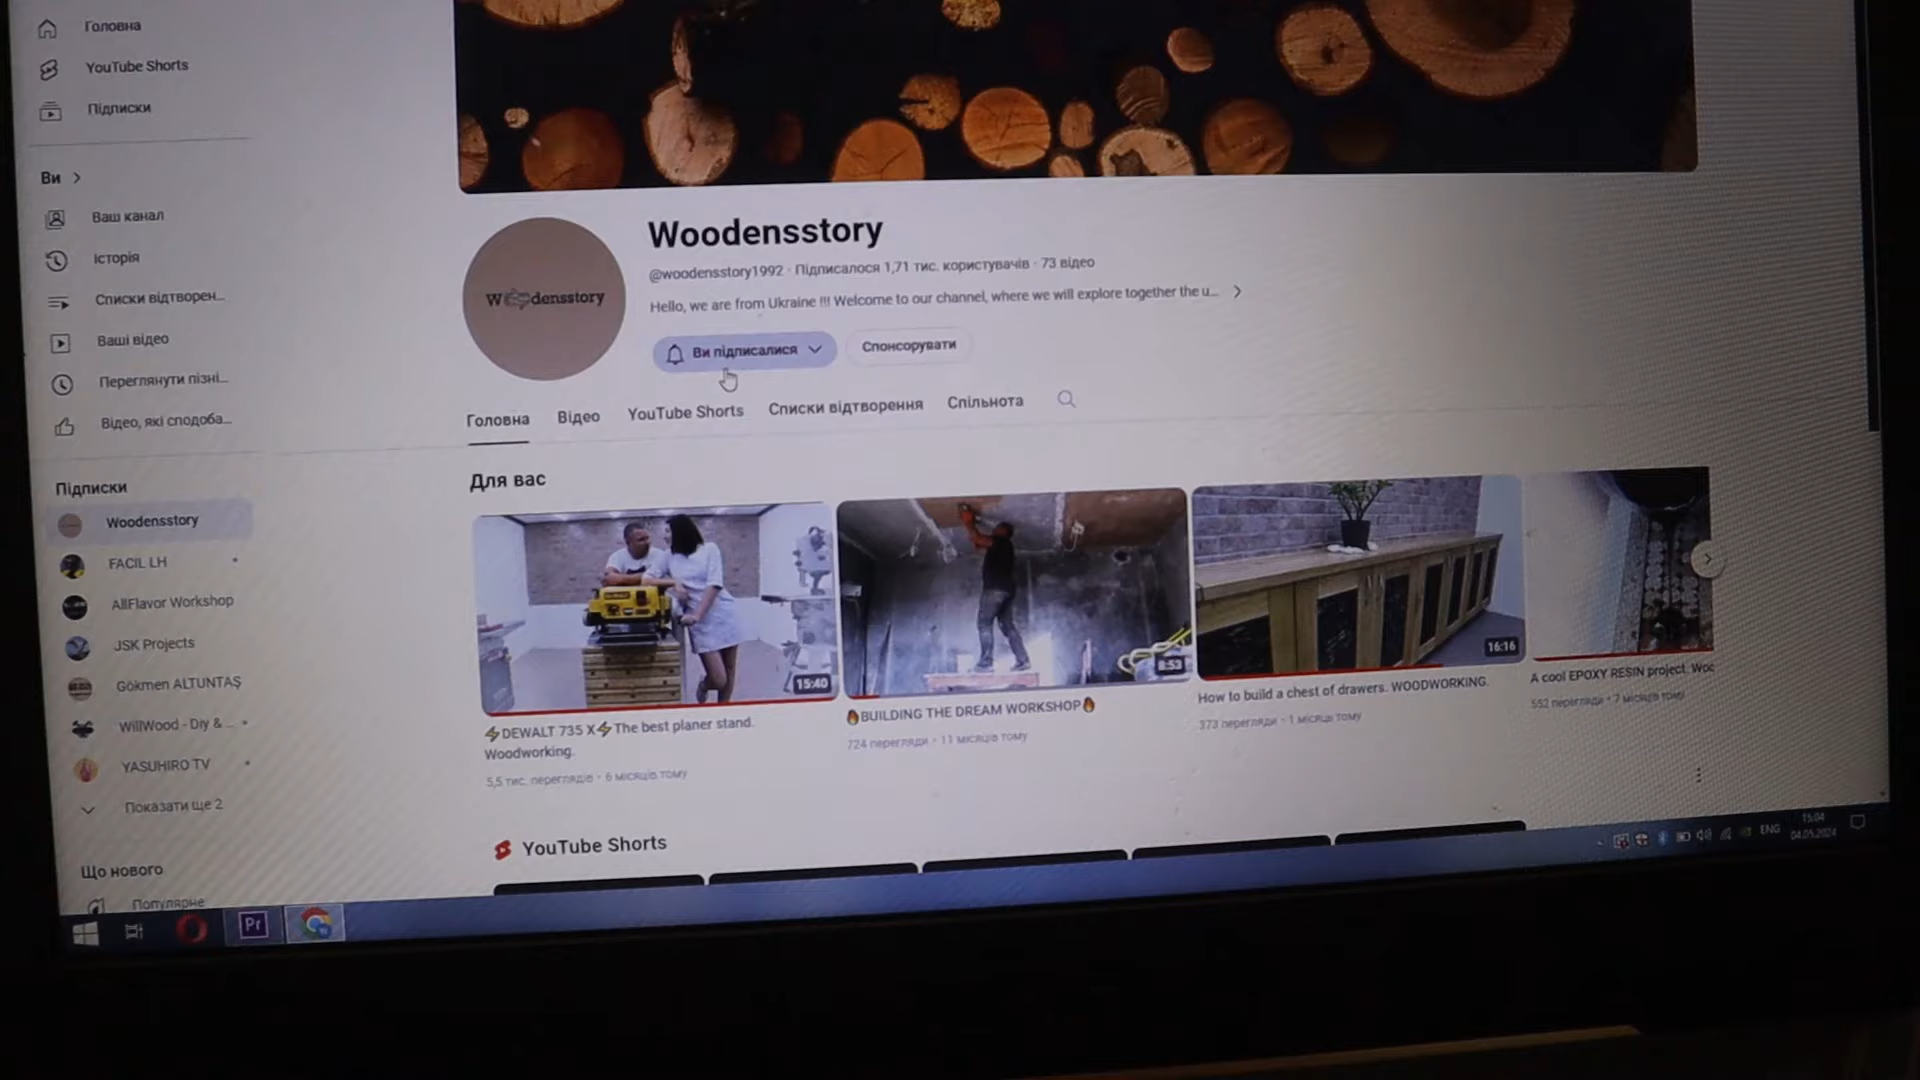 Головна
YouTube Shorts
Підписки
Ви
Ваш канал
Історія
Списки відтворен...
Ваші відео
Переглянути пізні...
Відео, які сподоба...
Підписки
Woodensstory
FACIL LH
AllFlavor Workshop
JSK Projects
Gökmen ALTUNTAŞ
WillWood - Diy & ...
YASUHIRO TV
Показати ще 2
Що нового
Популярне
Woodensstory
Woodensstory
@woodensstory1992 · Підписалося 1,71 тис. користувачів · 73 відео
Hello, we are from Ukraine !!! Welcome to our channel, where we will explore together the u...
Ви підписалися
Спонсорувати
Головна Відео YouTube Shorts Списки відтворення Спільнота
Для вас
15:40
8:53
16:16
⚡DEWALT 735 X⚡The best planer stand.
Woodworking.
5,5 тис. переглядів · 6 місяців тому
🔥BUILDING THE DREAM WORKSHOP🔥
724 перегляди · 11 місяців тому
How to build a chest of drawers. WOODWORKING.
373 перегляди · 1 місяць тому
A cool EPOXY RESIN project. Woo
552 перегляди · 7 місяців тому
YouTube Shorts
Pr
ENG
15:04
04.05.2024